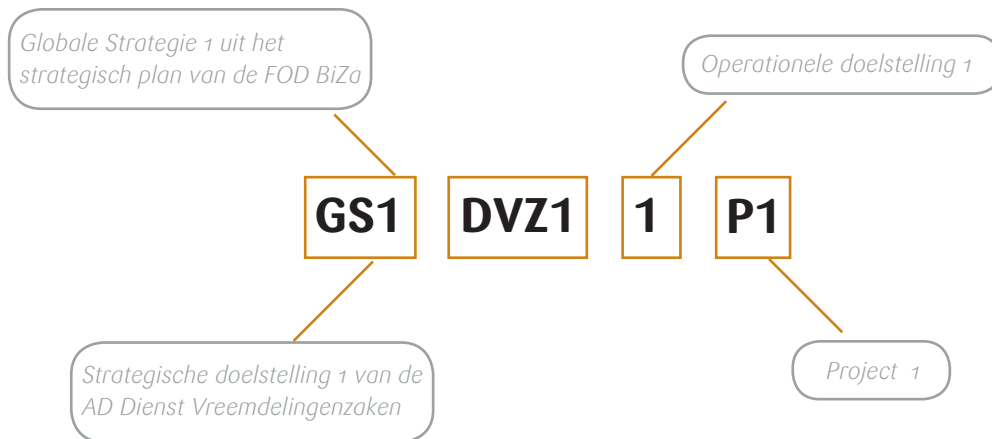 Globale Strategie 1 uit het
strategisch plan van de FOD BiZa
Operationele doelstelling 1
GS1 DVZ1 1 P1
Strategische doelstelling 1 van de
AD Dienst Vreemdelingenzaken
Project 1